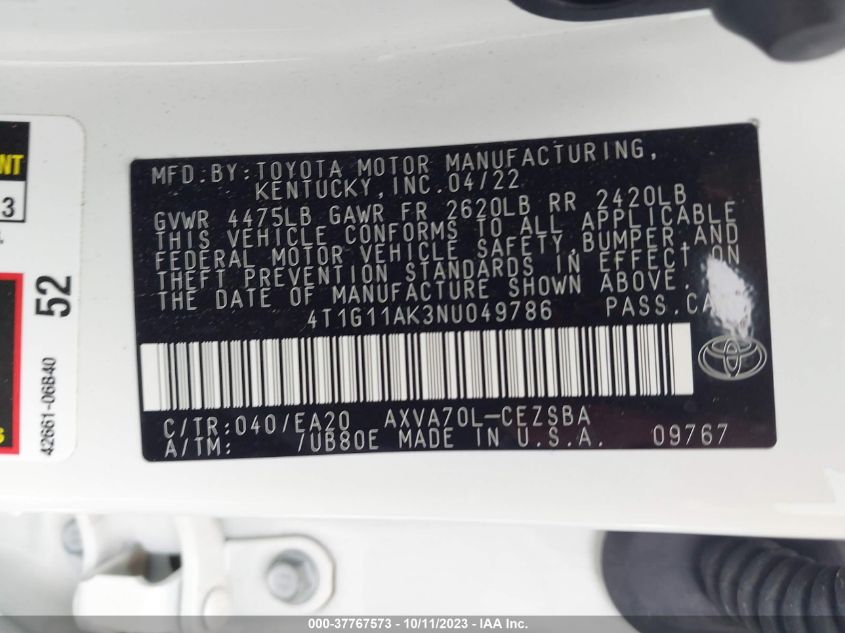 MFD.BY:TOYOTA MOTOR MANUFACTURING,
KENTUCKY,INC.04/22
GVWR 4475LB GAWR FR 2620LB RR 2420LB
THIS VEHICLE CONFORMS TO ALL APPLICABLE
FEDERAL MOTOR VEHICLE SAFETY,BUMPER,AND
THEFT PREVENTION STANDARDS IN EFFECT ON
THE DATE OF MANUFACTURE SHOWN ABOVE.
4T1G11AK3NU049786 PASS.CA
C/TR:040/EA20 AXVA70L-CEZSBA
A/TM: /UB80E MADE IN U.S.A. 09767
NT
3
52
42661-06B40
S
000-37767573 - 10/11/2023 - IAA Inc.